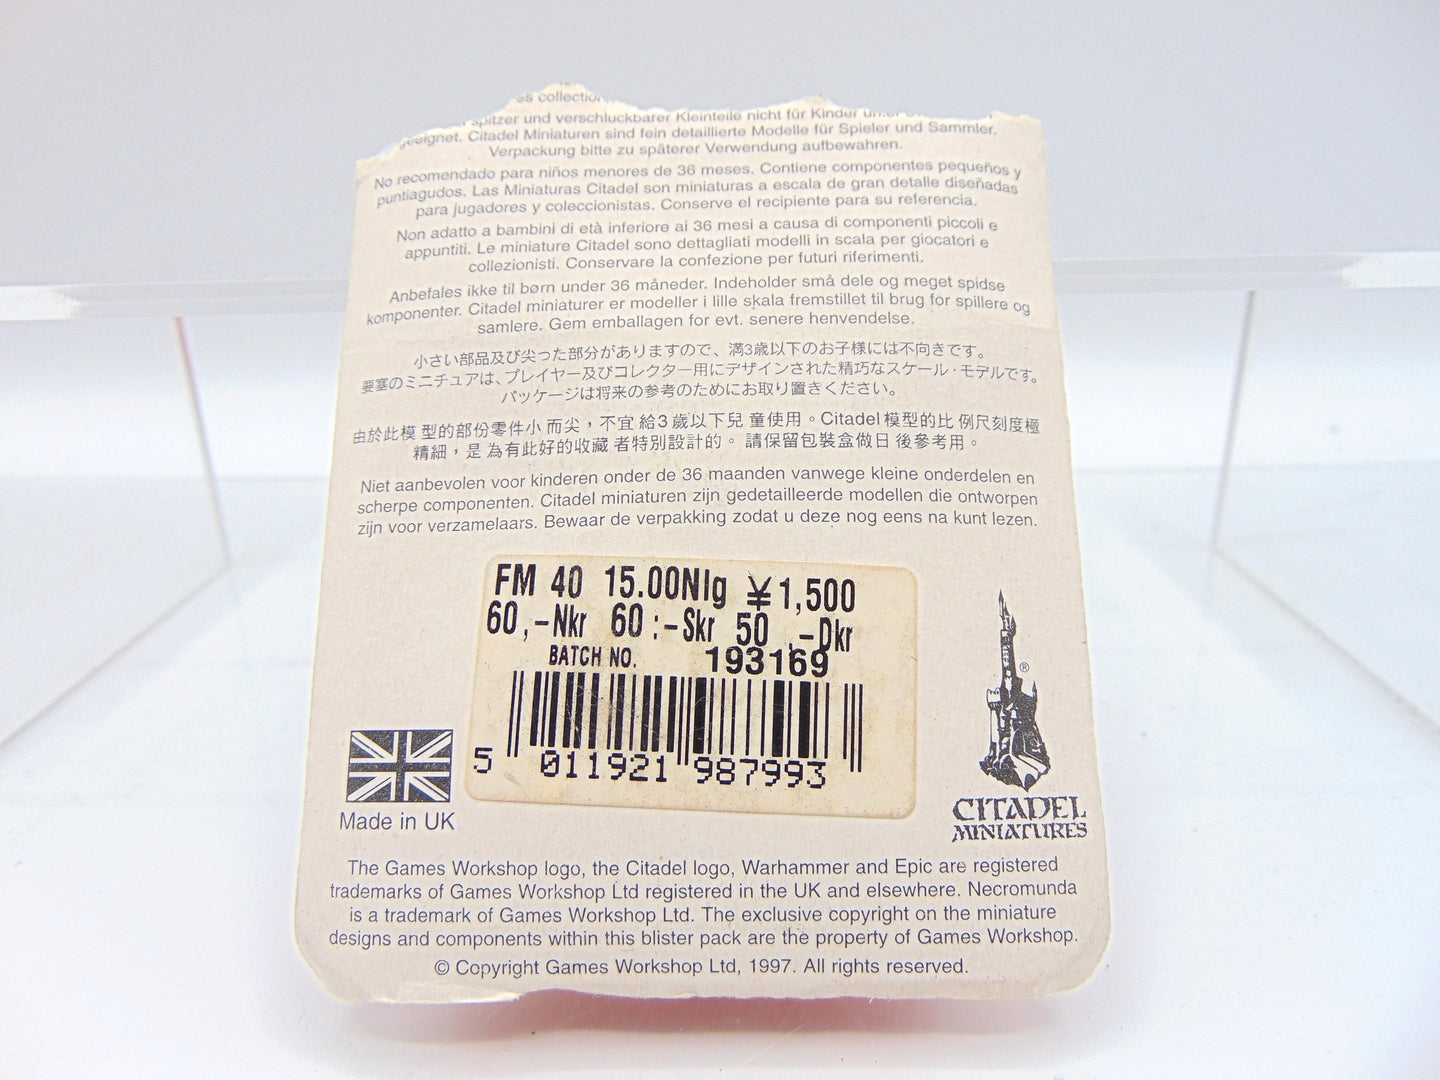 es collection
spitzer und verschluckbarer Kleinteile nicht für Kinder
geeignet. Citadel Miniaturen sind fein detaillierte Modelle für Spieler und Sammler.
Verpackung bitte zu späterer Verwendung aufbewahren.
No recomendado para niños menores de 36 meses. Contiene componentes pequeños y
puntiagudos. Las Miniaturas Citadel son miniaturas a escala de gran detalle diseñadas
para jugadores y coleccionistas. Conserve el recipiente para su referencia.
Non adatto a bambini di età inferiore ai 36 mesi a causa di componenti piccoli e
appuntiti. Le miniature Citadel sono dettagliati modelli in scala per giocatori e
collezionisti. Conservare la confezione per futuri riferimenti.
Anbefales ikke til børn under 36 måneder. Indeholder små dele og meget spidse
komponenter. Citadel miniaturer er modeller i lille skala fremstillet til brug for spillere og
samlere. Gem emballagen for evt. senere henvendelse.
小さい部品及び尖った部分がありますので、満3歳以下のお子様には不向きです。
要塞のミニチュアは、プレイヤー及びコレクター用にデザインされた精巧なスケール・モデルです。
パッケージは将来の参考のためにお取り置きください。
由於此模 型的部份零件小 而尖，不宜 給3 歲以下兒 童使用。Citadel 模型的比 例尺刻度極
精細，是 為有此好的收藏 者特別設計的。 請保留包裝盒做日 後參考用。
Niet aanbevolen voor kinderen onder de 36 maanden vanwege kleine onderdelen en
scherpe componenten. Citadel miniaturen zijn gedetailleerde modellen die ontworpen
zijn voor verzamelaars. Bewaar de verpakking zodat u deze nog eens na kunt lezen.
FM 40 15.00Nlg ¥1,500
60,-Nkr 60:-Skr 50,-Dkr
BATCH NO. 193169
5 011921 987993
Made in UK
®
CITADEL
MINIATURES
The Games Workshop logo, the Citadel logo, Warhammer and Epic are registered
trademarks of Games Workshop Ltd registered in the UK and elsewhere. Necromunda
is a trademark of Games Workshop Ltd. The exclusive copyright on the miniature
designs and components within this blister pack are the property of Games Workshop.
© Copyright Games Workshop Ltd, 1997. All rights reserved.